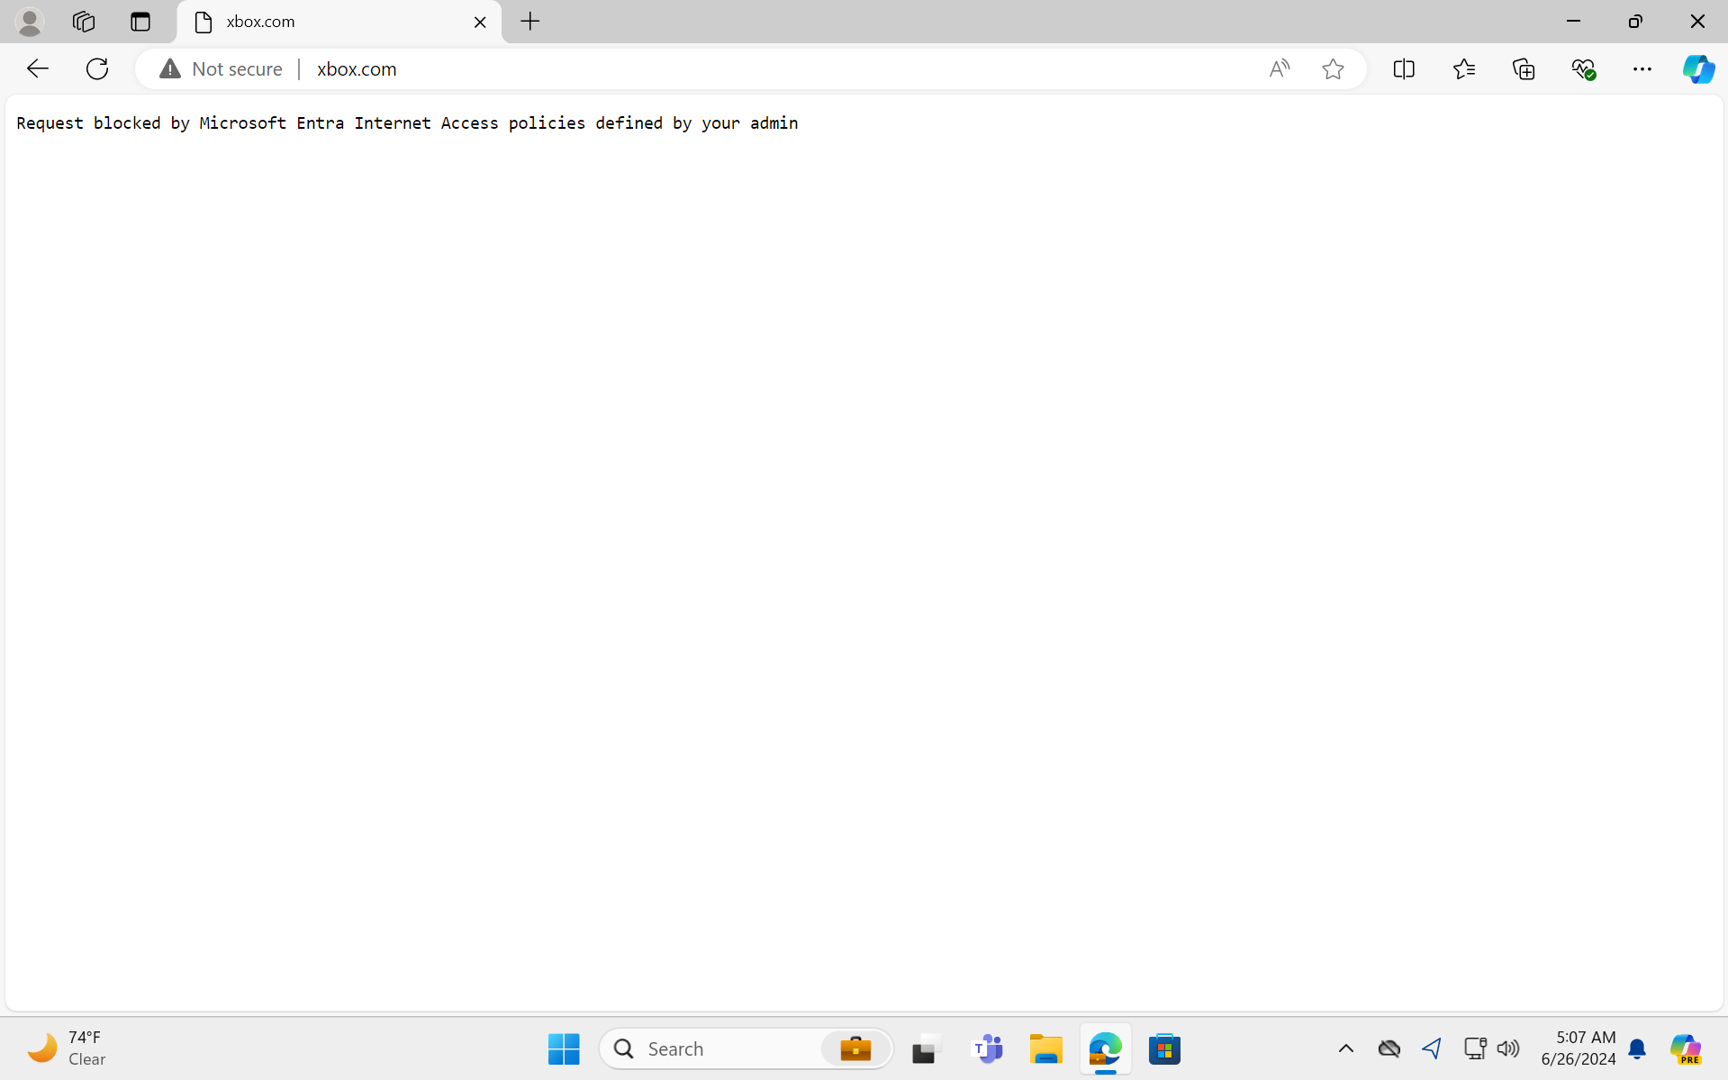 xbox.com
Not secure
xbox.com
Request blocked by Microsoft Entra Internet Access policies defined by your admin
74°F
Clear
Search
T
5:07 AM
6/26/2024
PRE